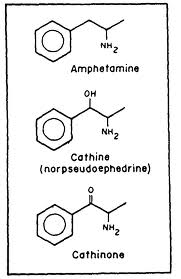 NH2
Amphetamine
OH
NH2
Cathine
(norpseudoephedrine)
O
NH2
Cathinone